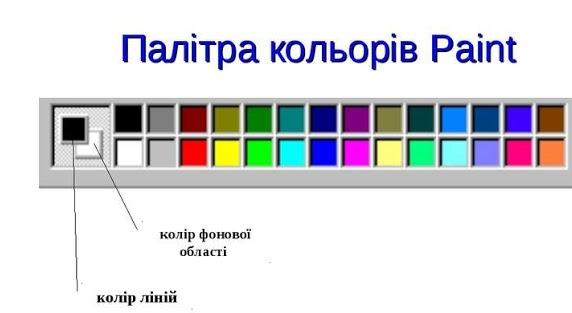 Палітра кольорів Paint
колір фонової
області
колір ліній